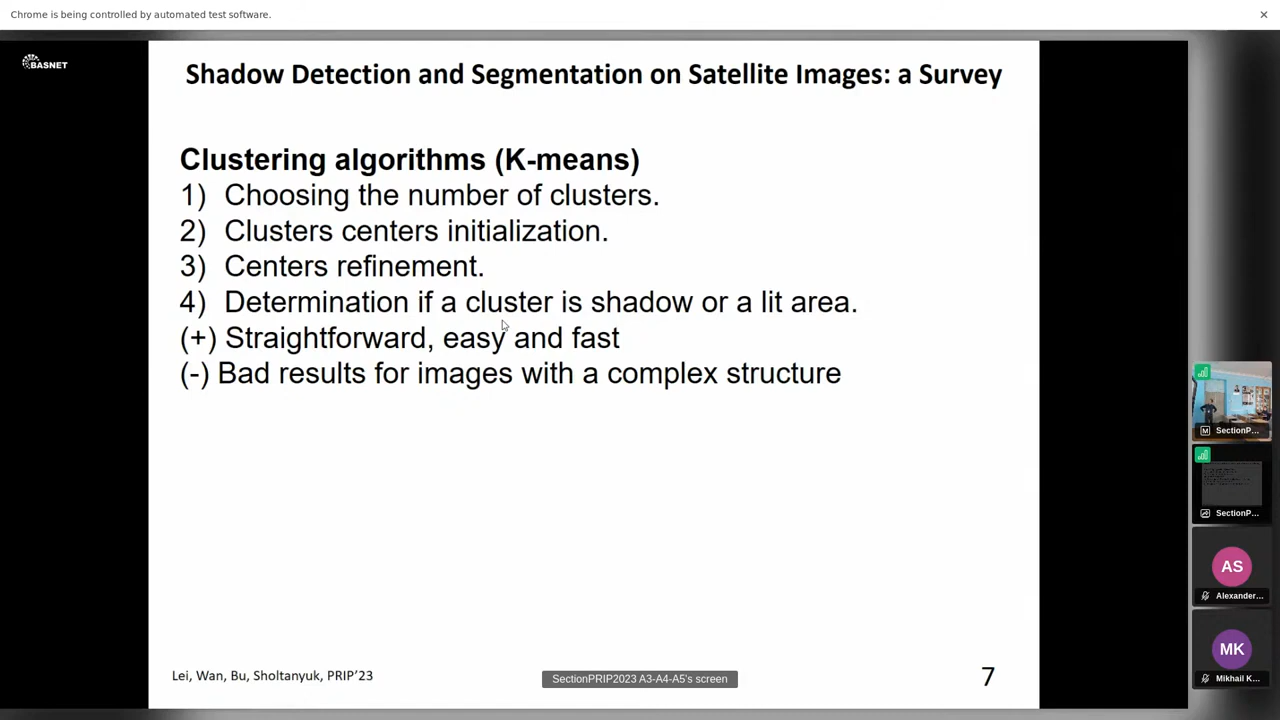 Chrome is being controlled by automated test software.
BASNET
Shadow Detection and Segmentation on Satellite Images: a Survey
Clustering algorithms (K-means)
1) Choosing the number of clusters.
2) Clusters centers initialization.
3) Centers refinement.
4) Determination if a cluster is shadow or a lit area.
(+) Straightforward, easy and fast
(-) Bad results for images with a complex structure
M SectionP...
SectionP...
AS
Alexander...
MK
Mikhail K...
Lei, Wan, Bu, Sholtanyuk, PRIP’23
SectionPRIP2023 A3-A4-A5's screen
7